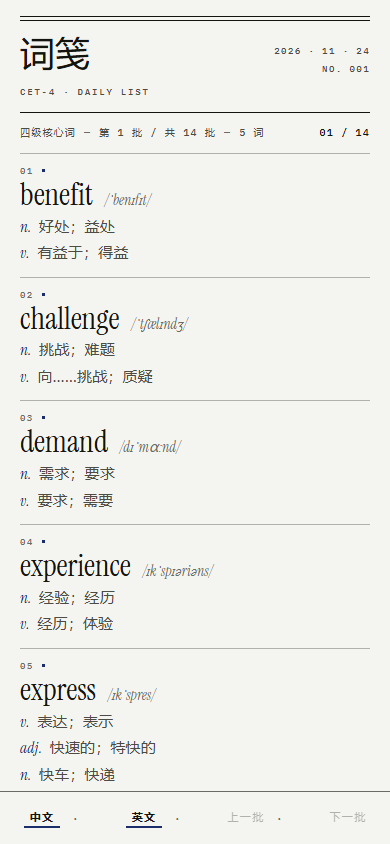 词笺
2026 · 11 · 24
NO. 001
CET-4 · DAILY LIST
四级核心词 — 第 1 批 / 共 14 批 — 5 词
01 / 14
01
benefit /ˈbenɪfɪt/
n. 好处；益处
v. 有益于；得益
02
challenge /ˈtʃælɪndʒ/
n. 挑战；难题
v. 向……挑战；质疑
03
demand /dɪˈmɑːnd/
n. 需求；要求
v. 要求；需要
04
experience /ɪkˈspɪəriəns/
n. 经验；经历
v. 经历；体验
05
express /ɪkˈspres/
v. 表达；表示
adj. 快速的；特快的
n. 快车；快递
中文 · 英文 · 上一批 · 下一批